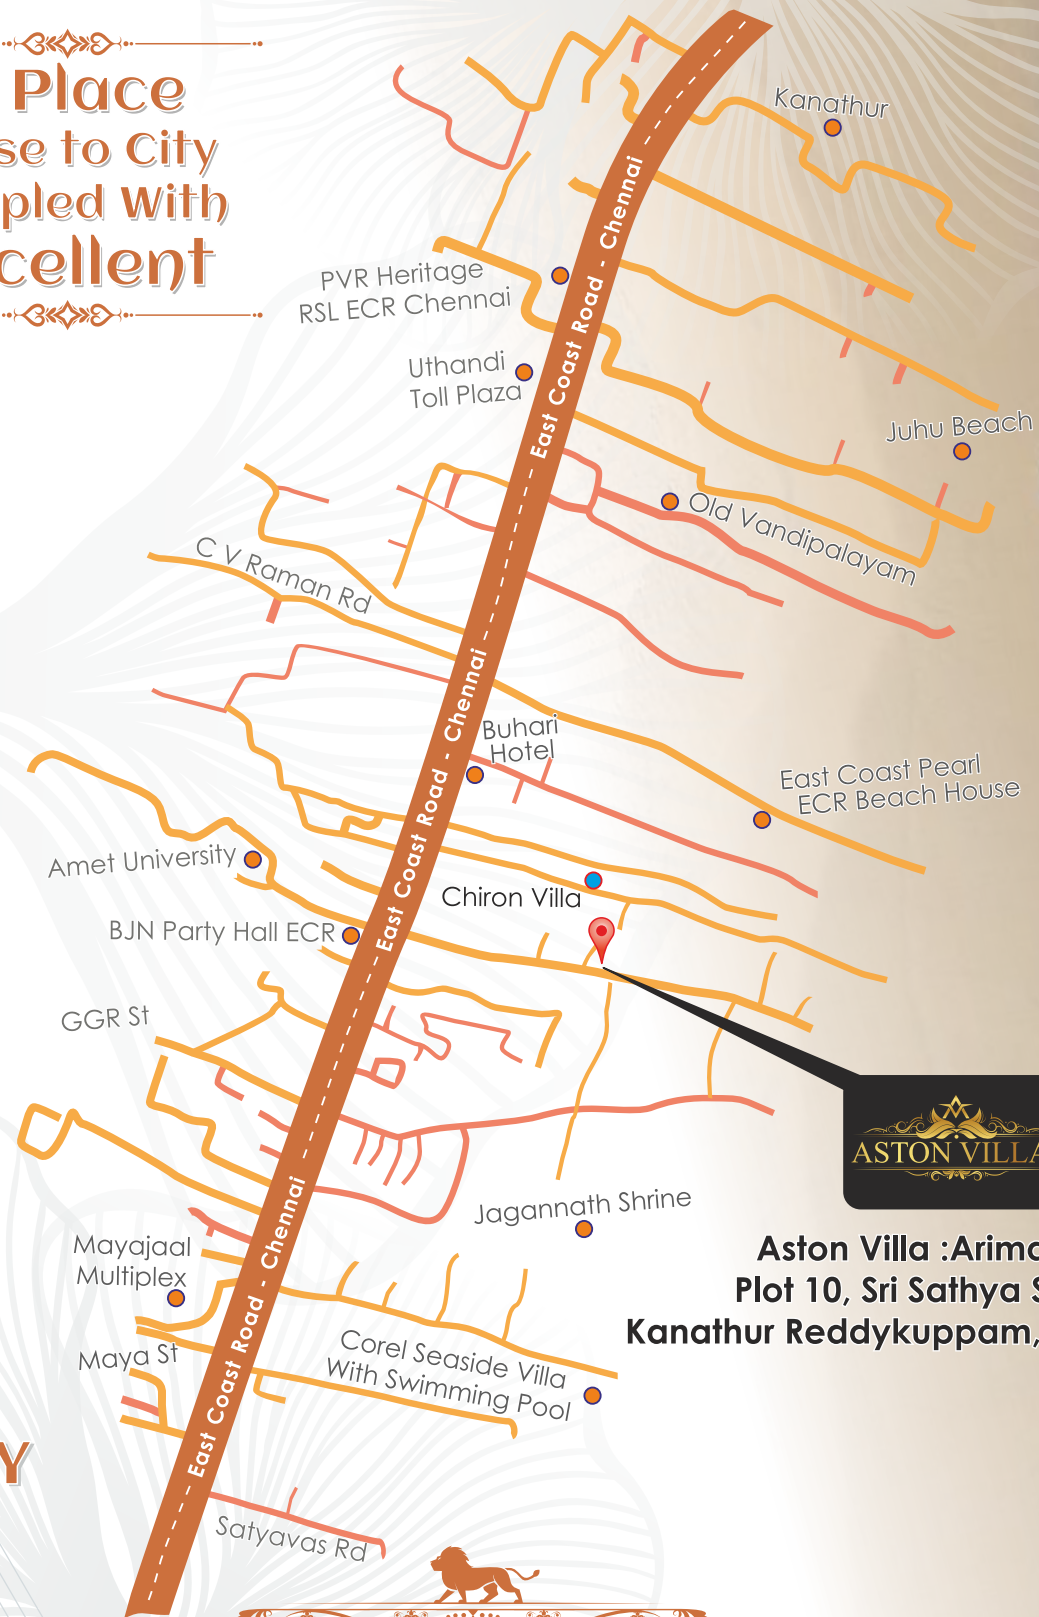 Place
se to City
pled With
cellent
Kanathur
PVR Heritage
RSL ECR Chennai
Uthandi
Toll Plaza
Juhu Beach
Old Vandipalayam
C V Raman Rd
East Coast Road - Chennai
East Coast Road - Chennai
East Coast Road - Chennai
Buhari
Hotel
East Coast Pearl
ECR Beach House
Amet University
Chiron Villa
BJN Party Hall ECR
GGR St
ASTON VILLA
Jagannath Shrine
Mayajaal
Multiplex
Aston Villa :Arima
Plot 10, Sri Sathya S
Kanathur Reddykuppam,
Maya St
Corel Seaside Villa
With Swimming Pool
East Coast Road - Chennai
Y
Satyavas Rd